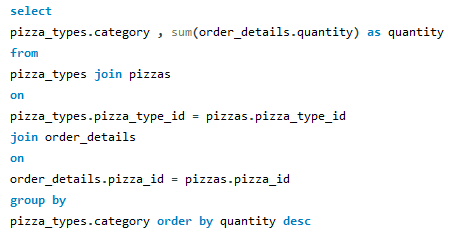 select
pizza_types.category , sum(order_details.quantity) as quantity
from
pizza_types join pizzas
on
pizza_types.pizza_type_id = pizzas.pizza_type_id
join order_details
on
order_details.pizza_id = pizzas.pizza_id
group by
pizza_types.category order by quantity desc